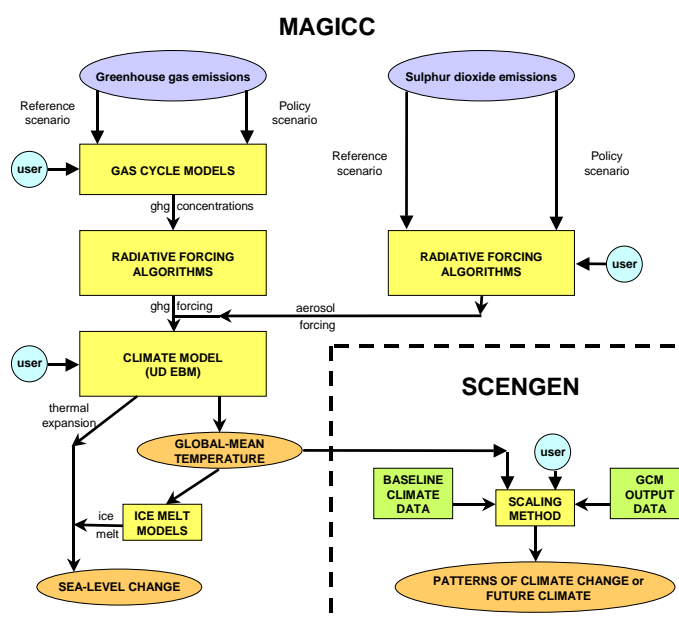 MAGICC
Greenhouse gas emissions
Sulphur dioxide emissions
Reference
scenario
Policy
scenario
Reference
scenario
Policy
scenario
user
GAS CYCLE MODELS
ghg concentrations
RADIATIVE FORCING
ALGORITHMS
RADIATIVE FORCING
ALGORITHMS
user
ghg forcing
aerosol
forcing
user
CLIMATE MODEL
(UD EBM)
thermal
expansion
SCENGEN
GLOBAL-MEAN
TEMPERATURE
user
BASELINE
CLIMATE
DATA
SCALING
METHOD
GCM
OUTPUT
DATA
ice
melt
ICE MELT
MODELS
SEA-LEVEL CHANGE
PATTERNS OF CLIMATE CHANGE or
FUTURE CLIMATE